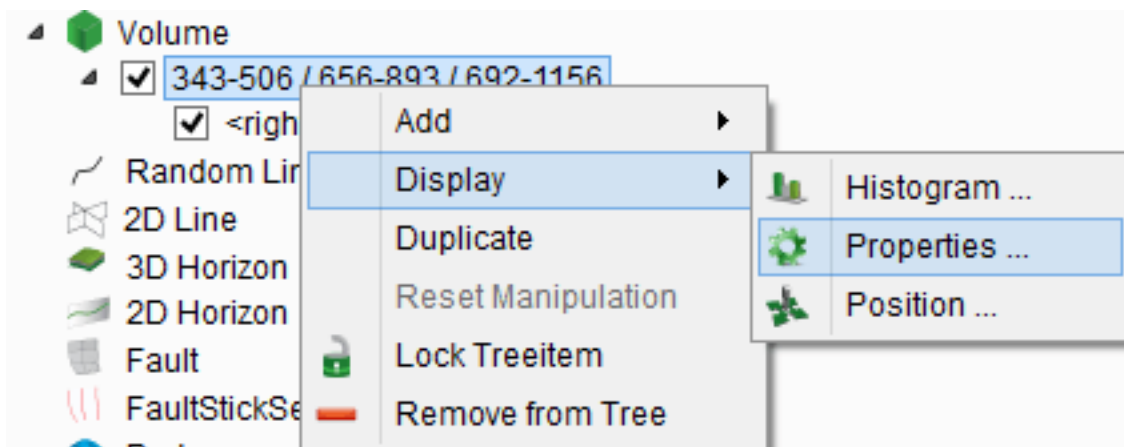 Volume
343-506 / 656-893 / 692-1156
<righ
Add
Random Lin
Display
Histogram ...
2D Line
Duplicate
Properties ...
3D Horizon
Reset Manipulation
2D Horizon
Position ...
Fault
Lock Treeitem
FaultStickSe
Remove from Tree